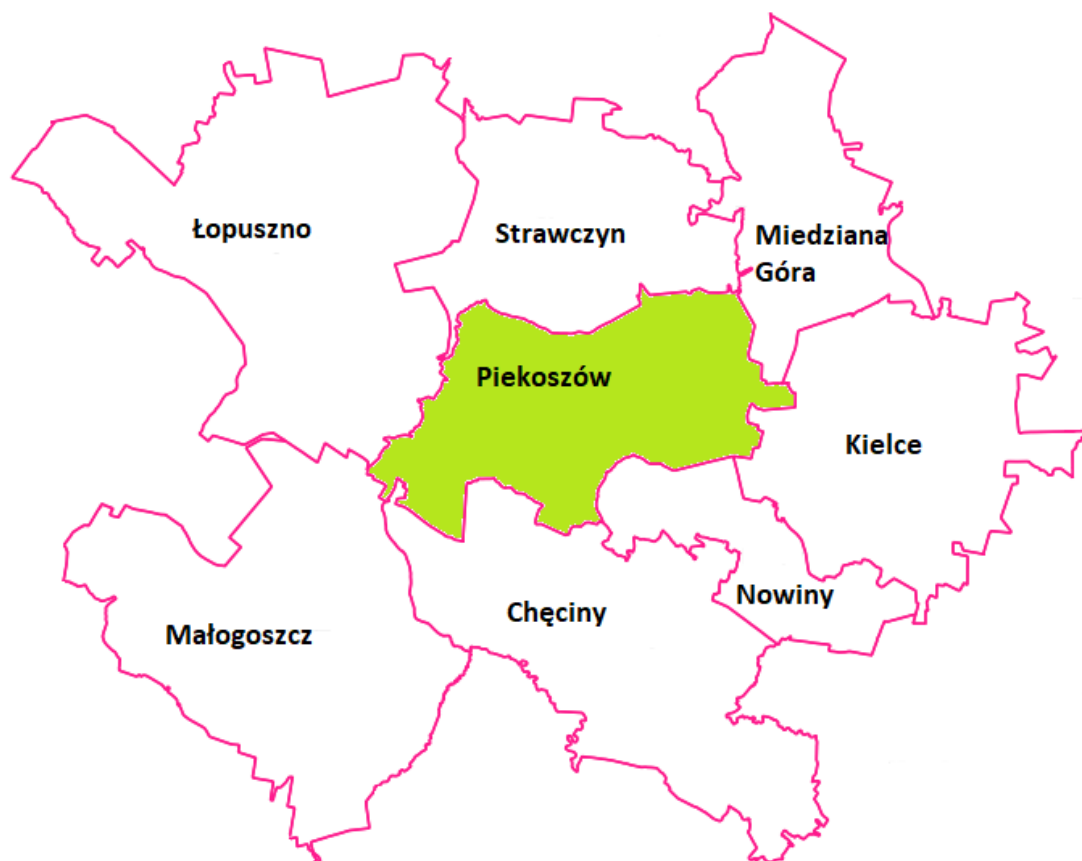 Łopuszno
Strawczyn
Miedziana
Góra
Piekoszów
Kielce
Nowiny
Chęciny
Małogoszcz